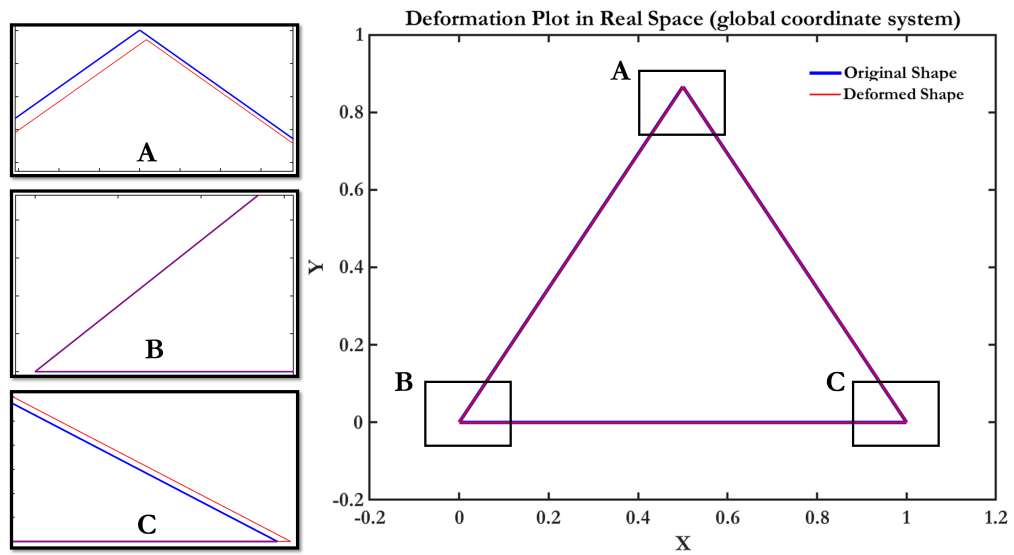 Deformation Plot in Real Space (global coordinate system)
A
B
C
A
B
C
Original Shape
Deformed Shape
1
0.8
0.6
0.4
0.2
0
-0.2
Y
-0.2
0
0.2
0.4
0.6
0.8
1
1.2
X